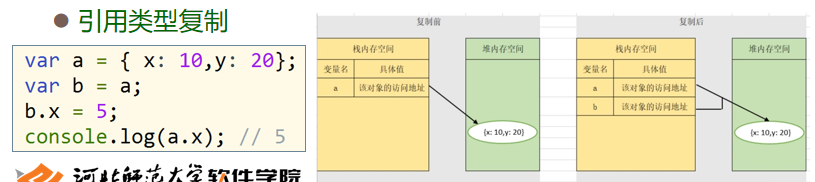 ● 引用类型复制
var a = { x: 10,y: 20};
var b = a;
b.x = 5;
console.log(a.x); // 5
河北师范大学软件学院
复制前
栈内存空间
变量名 具体值
a 该对象的访问地址
堆内存空间
{x: 10,y: 20}
复制后
栈内存空间
变量名 具体值
a 该对象的访问地址
b 该对象的访问地址
堆内存空间
{x: 10,y: 20}